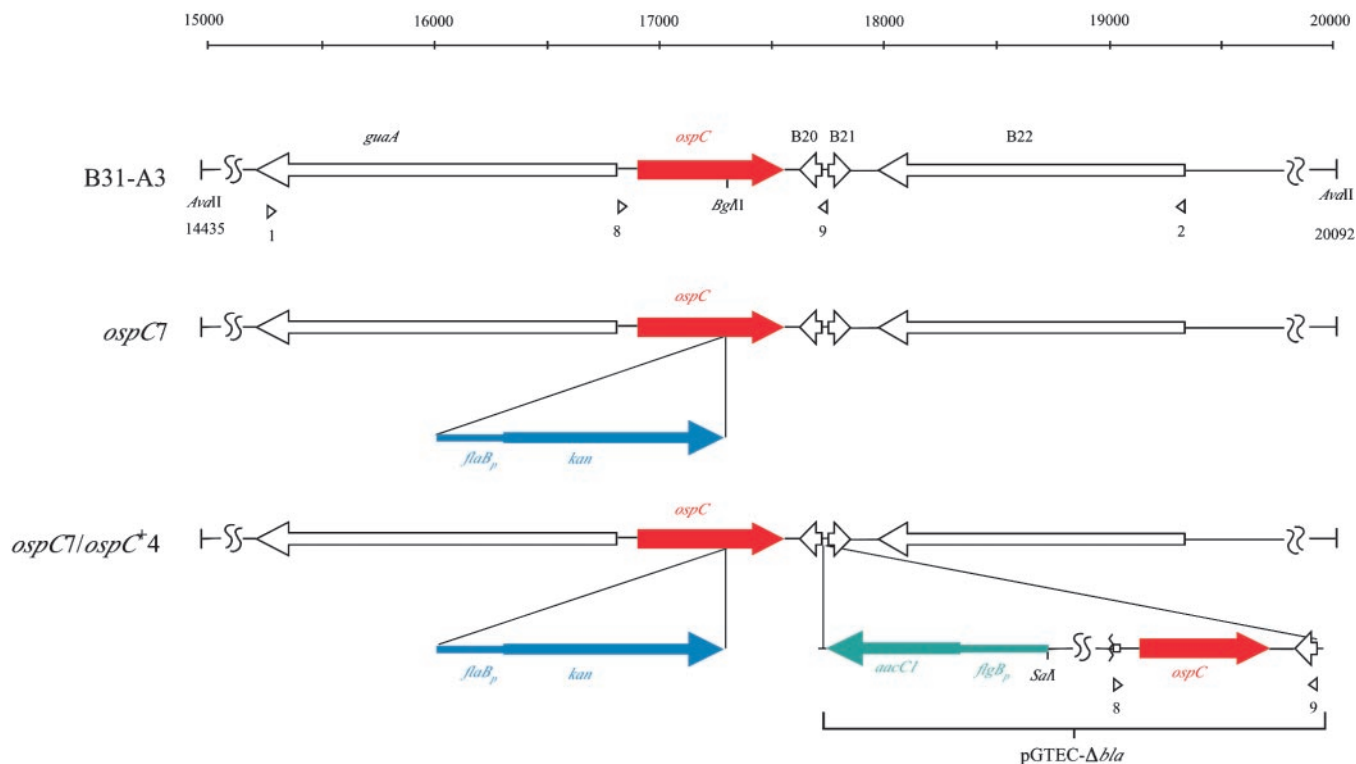 15000 16000 17000 18000 19000 20000
guaA ospC B20 B21 B22
B31-A3
AvaII BglII AvaII
14435 1 8 9 2 20092
ospC
ospC7
flaBp kan
ospC
ospC7/ospC+4
flaBp kan aacC1 flgBp SalI ospC
8 9
pGTEC-Δbla